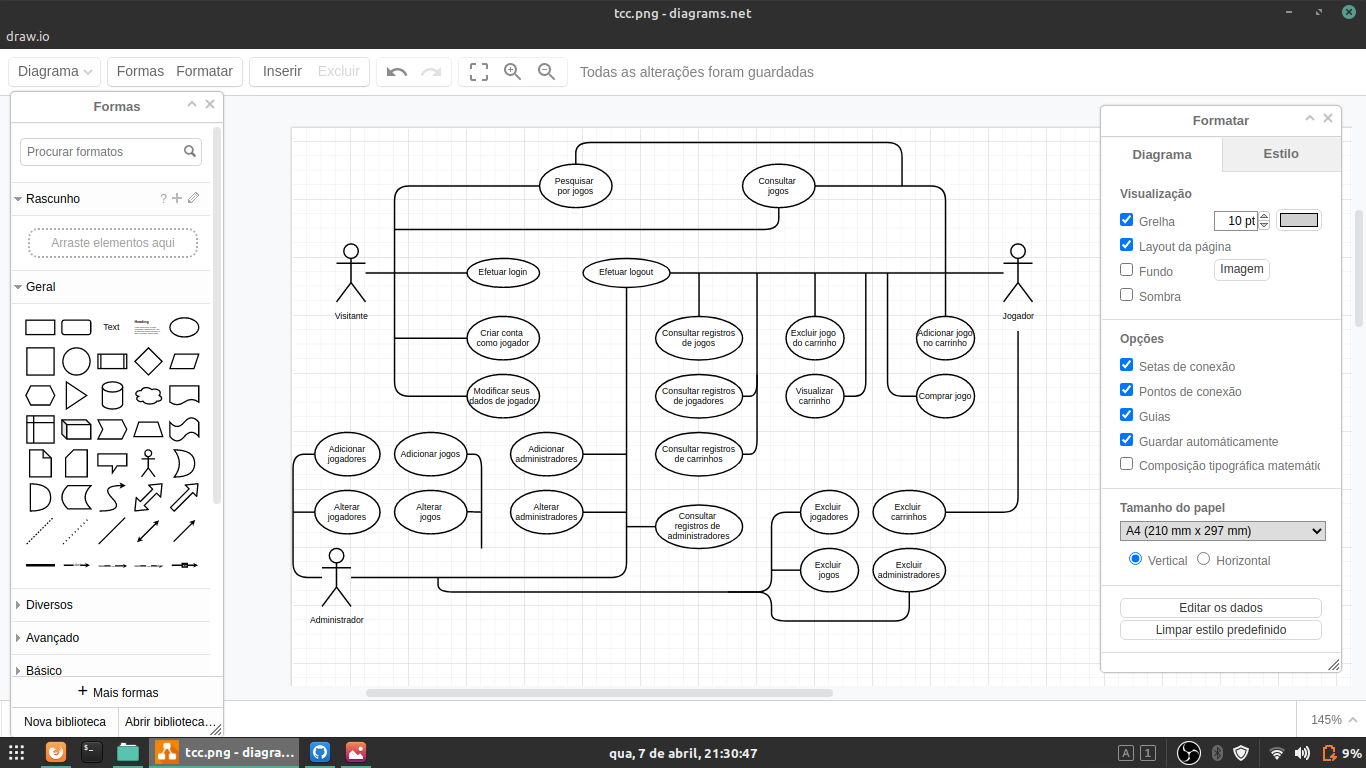 tcc.png - diagrams.net
draw.io
Diagrama
Formas
Formatar
Inserir
Excluir
Todas as alterações foram guardadas
Formas
Procurar formatos
Rascunho
?
Arraste elementos aqui
Geral
Text
Heading
Diversos
Avançado
Básico
+ Mais formas
Nova biblioteca
Abrir biblioteca...
Pesquisar
por jogos
Consultar
jogos
Visitante
Efetuar login
Efetuar logout
Jogador
Criar conta
como jogador
Consultar registros
de jogos
Excluir jogo
do carrinho
Adicionar jogo
no carrinho
Modificar seus
dados de jogador
Consultar registros
de jogadores
Visualizar
carrinho
Comprar jogo
Adicionar
jogadores
Adicionar jogos
Adicionar
administradores
Consultar registros
de carrinhos
Alterar
jogadores
Alterar
jogos
Alterar
administradores
Consultar
registros de
administradores
Excluir
jogadores
Excluir
carrinhos
Excluir
jogos
Excluir
administradores
Administrador
Formatar
Diagrama
Estilo
Visualização
Grelha
10 pt
Layout da página
Fundo
Imagem
Sombra
Opções
Setas de conexão
Pontos de conexão
Guias
Guardar automáticamente
Composição tipográfica matemátic
Tamanho do papel
A4 (210 mm x 297 mm)
Vertical
Horizontal
Editar os dados
Limpar estilo predefinido
145%
tcc.png - diagra...
qua, 7 de abril, 21:30:47
A
1
9%